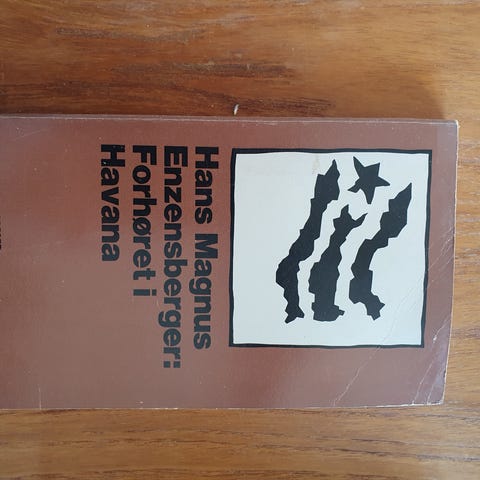 Hans Magnus
Enzensberger:
Forhøret i
Havana